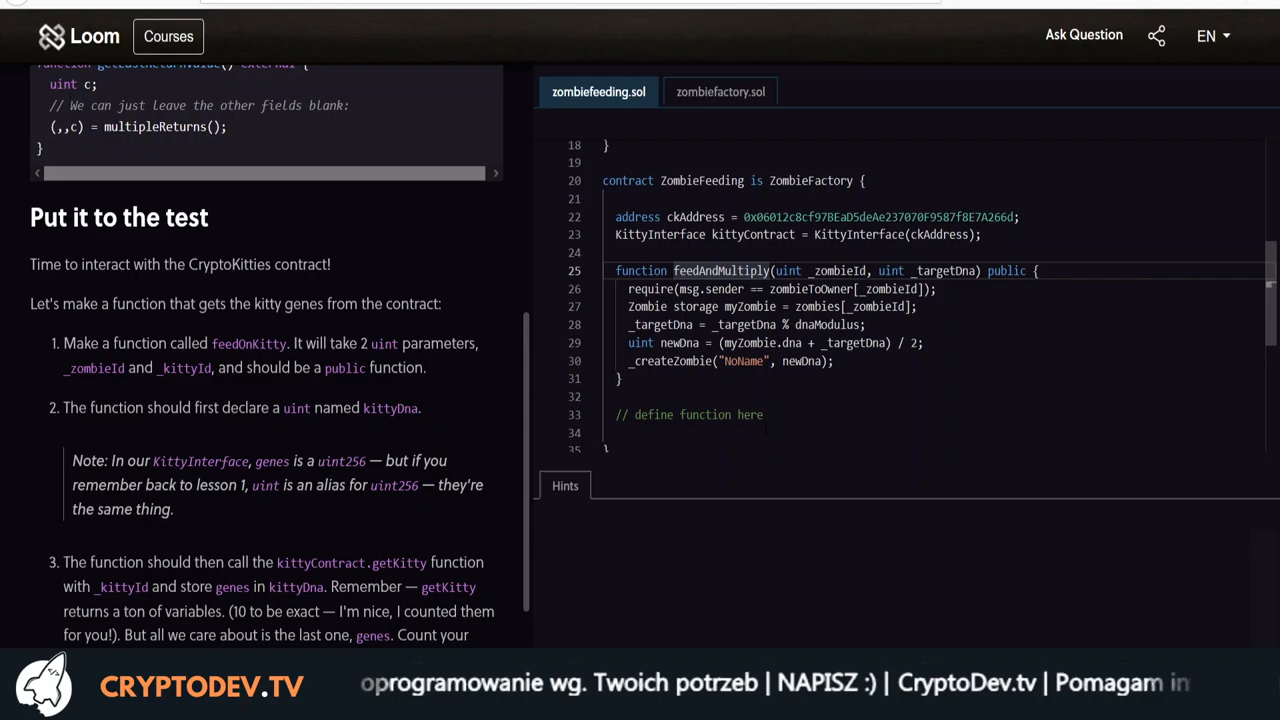 Loom
Courses
Ask Question
EN
function getLastReturnValue() external {
uint c;
// We can just leave the other fields blank:
(,,c) = multipleReturns();
}
Put it to the test
Time to interact with the CryptoKitties contract!
Let's make a function that gets the kitty genes from the contract:
1. Make a function called feedOnKitty. It will take 2 uint parameters,
_zombieId and _kittyId, and should be a public function.
2. The function should first declare a uint named kittyDna.
Note: In our KittyInterface, genes is a uint256 — but if you
remember back to lesson 1, uint is an alias for uint256 — they're
the same thing.
3. The function should then call the kittyContract.getKitty function
with _kittyId and store genes in kittyDna. Remember — getKitty
returns a ton of variables. (10 to be exact — I'm nice, I counted them
for you!). But all we care about is the last one, genes. Count your
zombiefeeding.sol
zombiefactory.sol
18 }
19
20 contract ZombieFeeding is ZombieFactory {
21
22 address ckAddress = 0x06012c8cf97BEaD5deAe237070F9587f8E7A266d;
23 KittyInterface kittyContract = KittyInterface(ckAddress);
24
25 function feedAndMultiply(uint _zombieId, uint _targetDna) public {
26 require(msg.sender == zombieToOwner[_zombieId]);
27 Zombie storage myZombie = zombies[_zombieId];
28 _targetDna = _targetDna % dnaModulus;
29 uint newDna = (myZombie.dna + _targetDna) / 2;
30 _createZombie("NoName", newDna);
31 }
32
33 // define function here
34
35 }
Hints
CRYPTODEV.TV
oprogramowanie wg. Twoich potrzeb | NAPISZ :) | CryptoDev.tv | Pomagam in